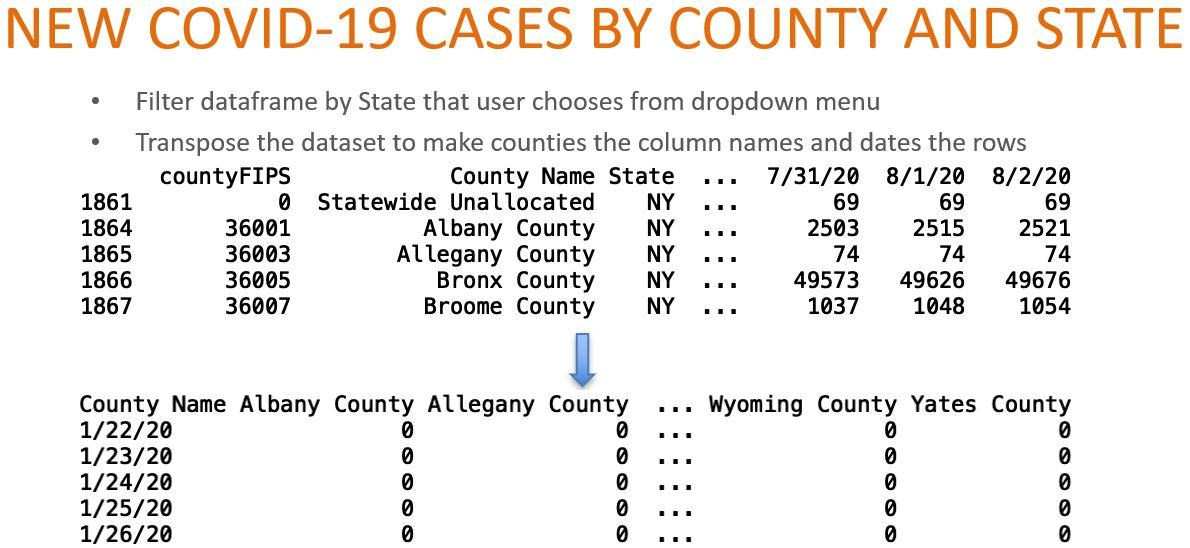 NEW COVID-19 CASES BY COUNTY AND STATE
• Filter dataframe by State that user chooses from dropdown menu
• Transpose the dataset to make counties the column names and dates the rows
countyFIPS County Name State ... 7/31/20 8/1/20 8/2/20
1861 0 Statewide Unallocated NY ... 69 69 69
1864 36001 Albany County NY ... 2503 2515 2521
1865 36003 Allegany County NY ... 74 74 74
1866 36005 Bronx County NY ... 49573 49626 49676
1867 36007 Broome County NY ... 1037 1048 1054
County Name Albany County Allegany County ... Wyoming County Yates County
1/22/20 0 0 ... 0 0
1/23/20 0 0 ... 0 0
1/24/20 0 0 ... 0 0
1/25/20 0 0 ... 0 0
1/26/20 0 0 ... 0 0